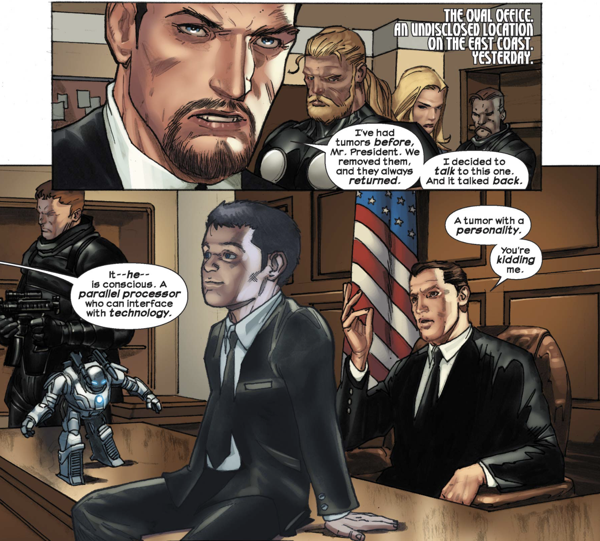 THE OVAL OFFICE.
AN UNDISCLOSED LOCATION
ON THE EAST COAST.
YESTERDAY.
I've had
tumors before,
Mr. President. We
removed them,
and they always
returned.
I decided to
talk to this one.
And it talked back.
It--he--
is conscious. A
parallel processor
who can interface
with technology.
A tumor with a
personality.
You're
kidding
me.